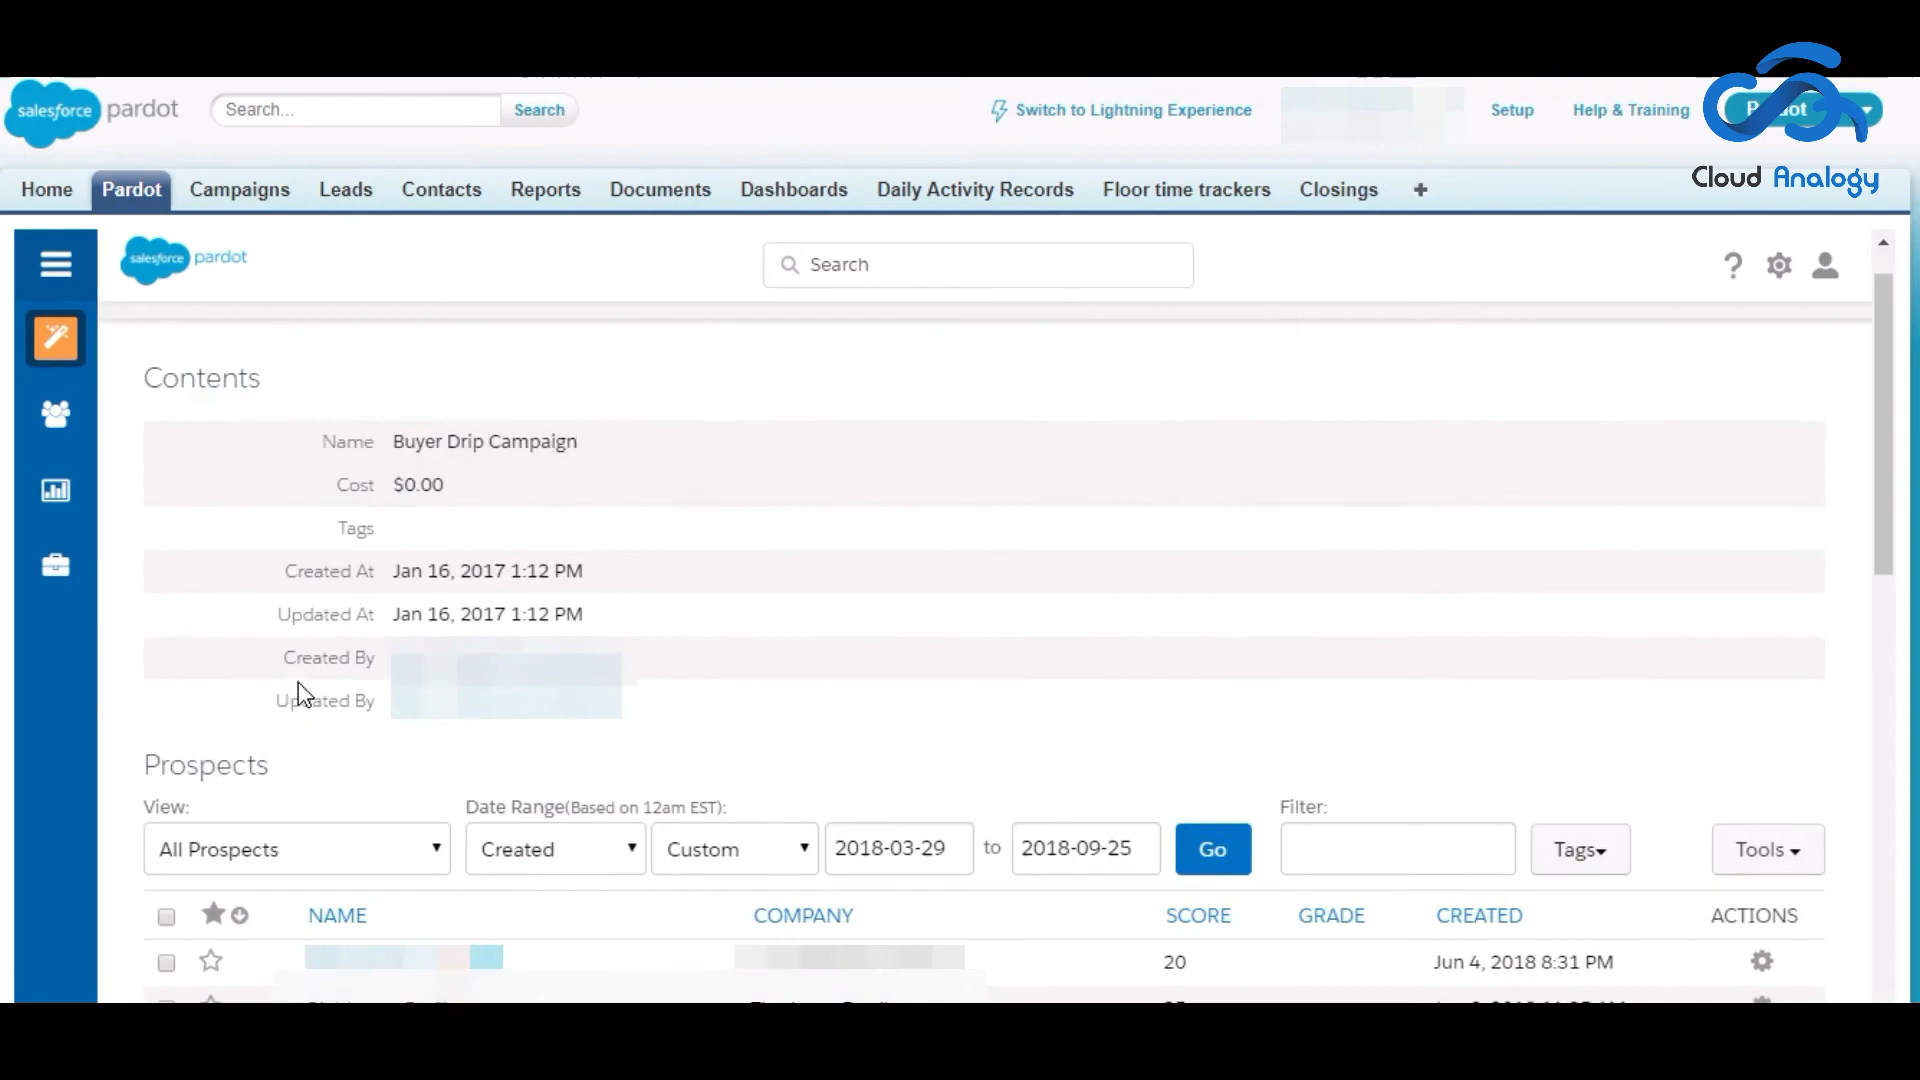 salesforce pardot
Search...
Search
Switch to Lightning Experience
Setup
Help & Training
Cloud Analogy
Home
Pardot
Campaigns
Leads
Contacts
Reports
Documents
Dashboards
Daily Activity Records
Floor time trackers
Closings
+
salesforce pardot
Search
Contents
Name Buyer Drip Campaign
Cost $0.00
Tags
Created At Jan 16, 2017 1:12 PM
Updated At Jan 16, 2017 1:12 PM
Created By
Updated By
Prospects
View:
Date Range(Based on 12am EST):
Filter:
All Prospects
Created
Custom
2018-03-29 to 2018-09-25
Go
Tags
Tools
NAME COMPANY SCORE GRADE CREATED ACTIONS
20 Jun 4, 2018 8:31 PM